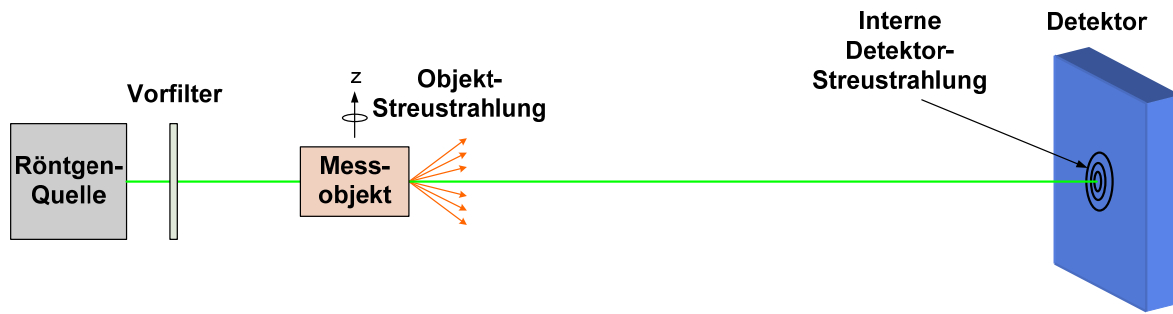 Röntgen-
Quelle
Vorfilter
z
Mess-
objekt
Objekt-
Streustrahlung
Interne
Detektor-
Streustrahlung
Detektor